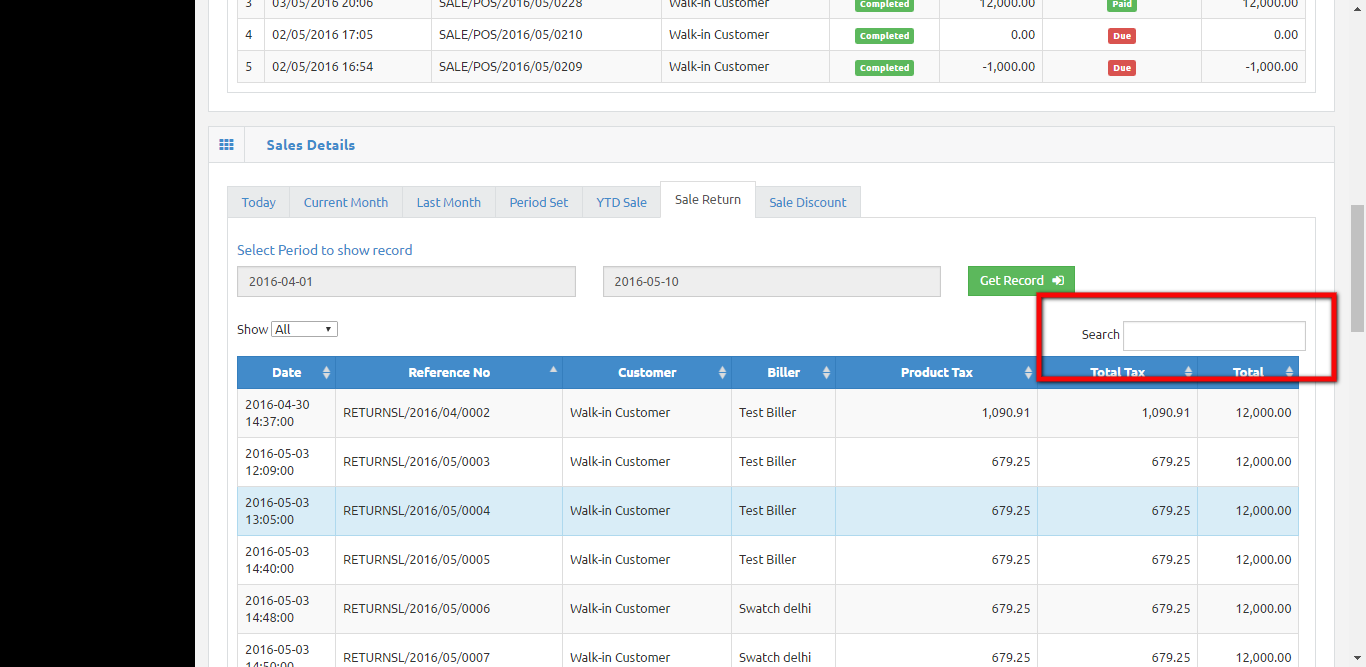 3 03/05/2016 20:06 SALE/POS/2016/05/0228 Walk-in Customer Completed 12,000.00 Paid 12,000.00
4 02/05/2016 17:05 SALE/POS/2016/05/0210 Walk-in Customer Completed 0.00 Due 0.00
5 02/05/2016 16:54 SALE/POS/2016/05/0209 Walk-in Customer Completed -1,000.00 Due -1,000.00
Sales Details
Today Current Month Last Month Period Set YTD Sale Sale Return Sale Discount
Select Period to show record
2016-04-01 2016-05-10 Get Record
Show All Search
Date Reference No Customer Biller Product Tax Total Tax Total
2016-04-30
14:37:00 RETURNSL/2016/04/0002 Walk-in Customer Test Biller 1,090.91 1,090.91 12,000.00
2016-05-03
12:09:00 RETURNSL/2016/05/0003 Walk-in Customer Test Biller 679.25 679.25 12,000.00
2016-05-03
13:05:00 RETURNSL/2016/05/0004 Walk-in Customer Test Biller 679.25 679.25 12,000.00
2016-05-03
14:40:00 RETURNSL/2016/05/0005 Walk-in Customer Test Biller 679.25 679.25 12,000.00
2016-05-03
14:48:00 RETURNSL/2016/05/0006 Walk-in Customer Swatch delhi 679.25 679.25 12,000.00
2016-05-03
14:50:00 RETURNSL/2016/05/0007 Walk-in Customer Swatch delhi 679.25 679.25 12,000.00